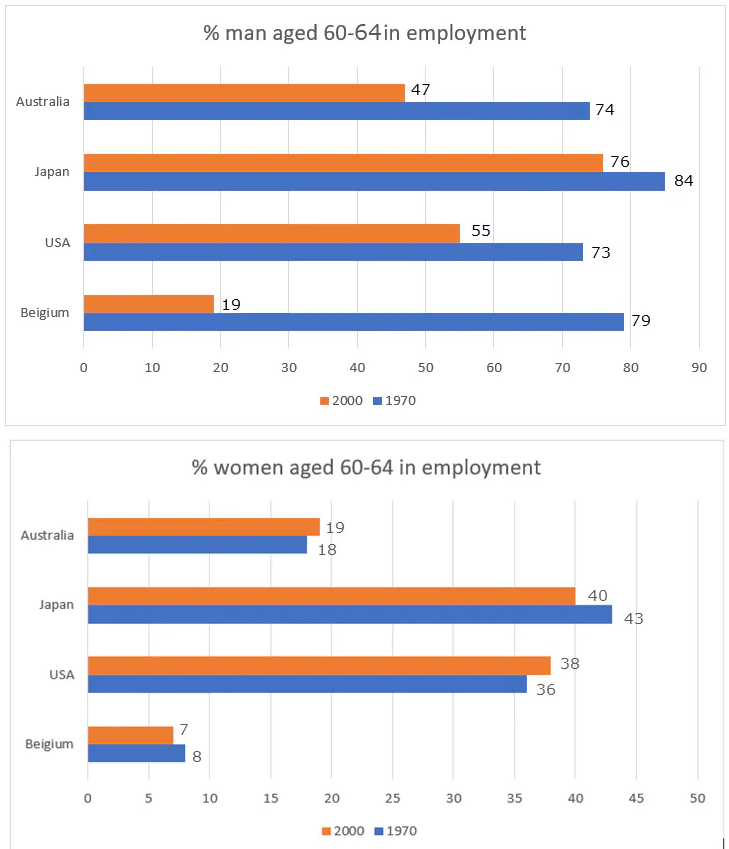 % man aged 60-64 in employment
Australia
47
74
Japan
76
84
USA
55
73
Beigium
19
79
0 10 20 30 40 50 60 70 80 90
2000 1970
% women aged 60-64 in employment
Australia
19
18
Japan
40
43
USA
38
36
Beigium
7
8
0 5 10 15 20 25 30 35 40 45 50
2000 1970